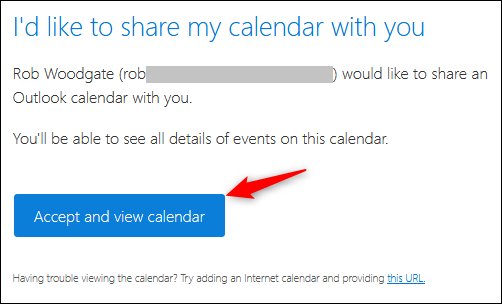 I'd like to share my calendar with you
Rob Woodgate (rob ) would like to share an
Outlook calendar with you.
You'll be able to see all details of events on this calendar.
Accept and view calendar
Having trouble viewing the calendar? Try adding an Internet calendar and providing this URL.